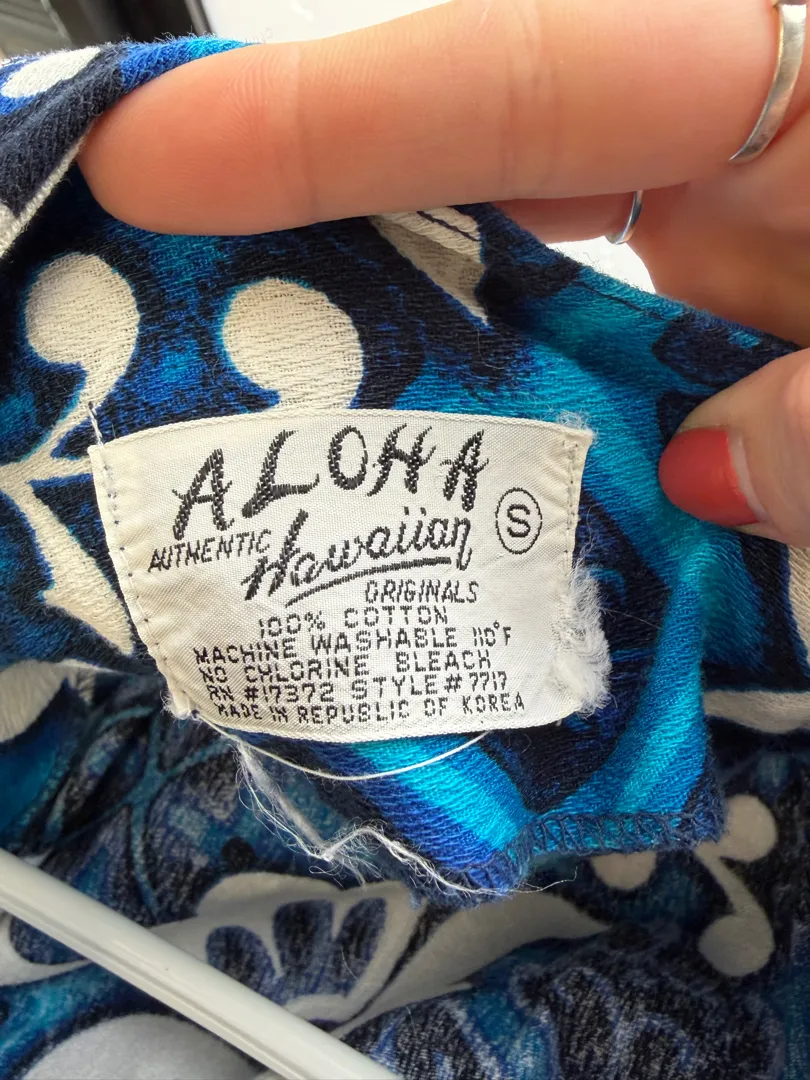 ALOHA
AUTHENTIC Hawaiian S
ORIGINALS
100% COTTON
MACHINE WASHABLE 110°F
NO CHLORINE BLEACH
RN #17372 STYLE# 7717
MADE IN REPUBLIC OF KOREA